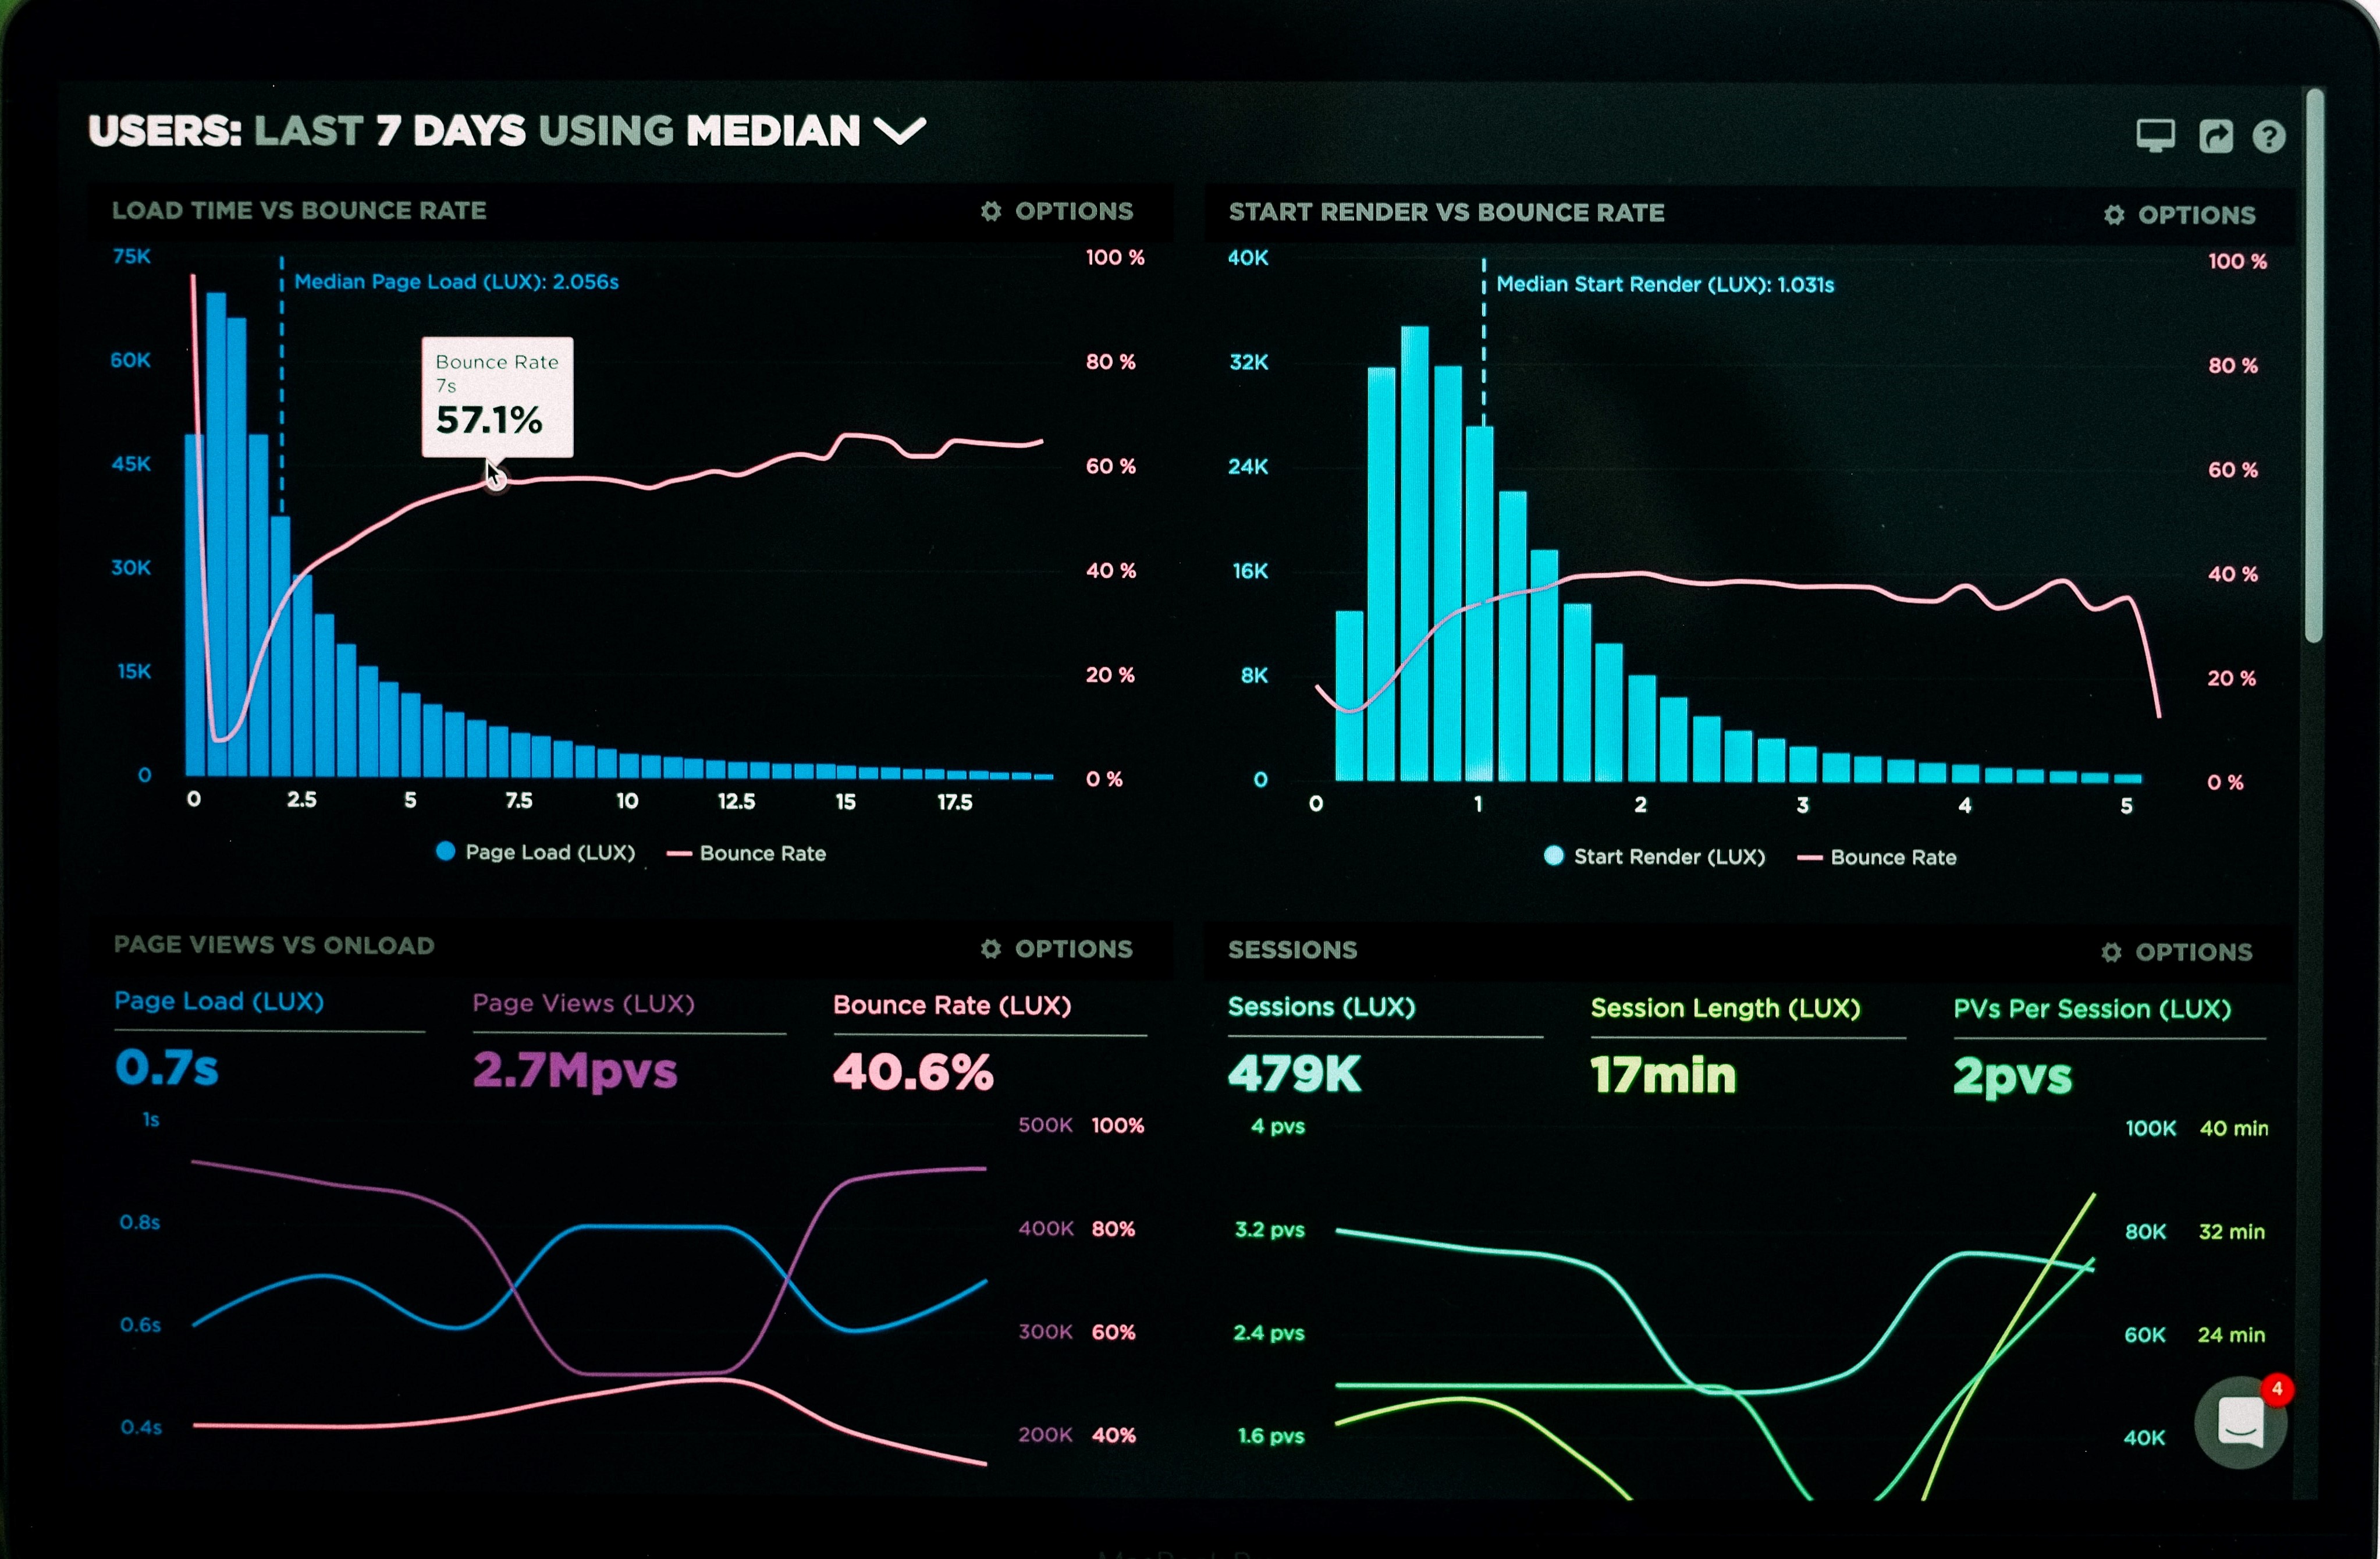 USERS: LAST 7 DAYS USING MEDIAN
LOAD TIME VS BOUNCE RATE
OPTIONS
75K
60K
45K
30K
15K
0
Median Page Load (LUX): 2.056s
Bounce Rate
7s
57.1%
100 %
80 %
60 %
40 %
20 %
0 %
0 2.5 5 7.5 10 12.5 15 17.5
Page Load (LUX) Bounce Rate
START RENDER VS BOUNCE RATE
OPTIONS
40K
32K
24K
16K
8K
0
Median Start Render (LUX): 1.031s
100 %
80 %
60 %
40 %
20 %
0 %
0 1 2 3 4 5
Start Render (LUX) Bounce Rate
PAGE VIEWS VS ONLOAD
OPTIONS
Page Load (LUX)
0.7s
Page Views (LUX)
2.7Mpvs
Bounce Rate (LUX)
40.6%
1s
0.8s
0.6s
0.4s
500K 100%
400K 80%
300K 60%
200K 40%
SESSIONS
OPTIONS
Sessions (LUX)
479K
Session Length (LUX)
17min
PVs Per Session (LUX)
2pvs
4 pvs
3.2 pvs
2.4 pvs
1.6 pvs
100K 40 min
80K 32 min
60K 24 min
40K
4